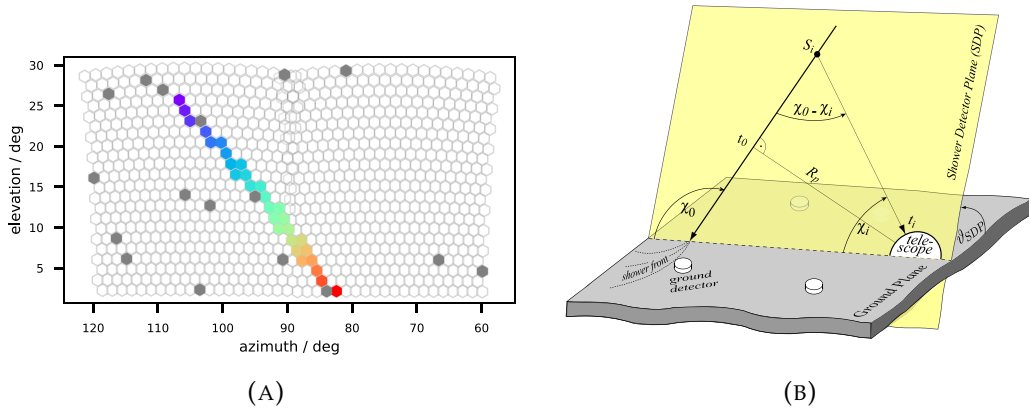 30
25
20
15
10
5
120 110 100 90 80 70 60
elevation / deg
azimuth / deg
(A)
S_i
χ_0 - χ_i
t_0
R_p
χ_0
χ_i
t_i
tele-
scope
ϑ_SDP
Shower Detector Plane (SDP)
shower from
ground
detector
Ground Plane
(B)